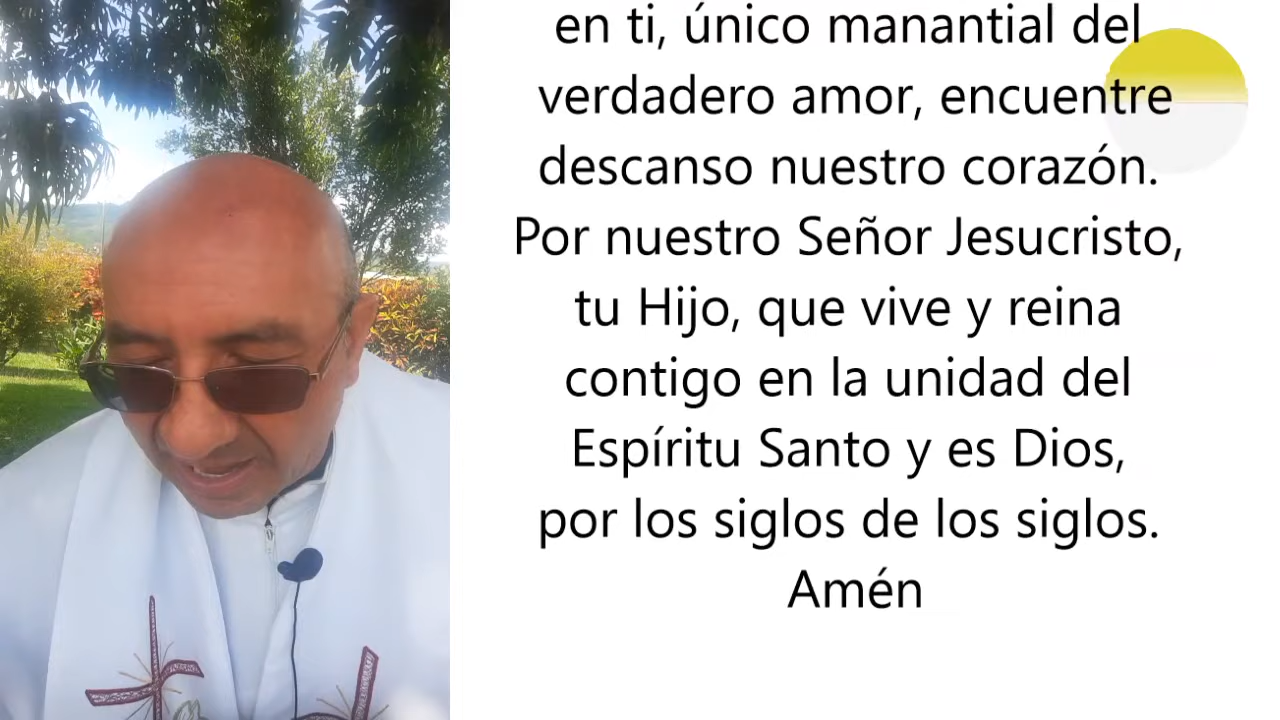 en ti, único manantial del
verdadero amor, encuentre
descanso nuestro corazón.
Por nuestro Señor Jesucristo,
tu Hijo, que vive y reina
contigo en la unidad del
Espíritu Santo y es Dios,
por los siglos de los siglos.
Amén